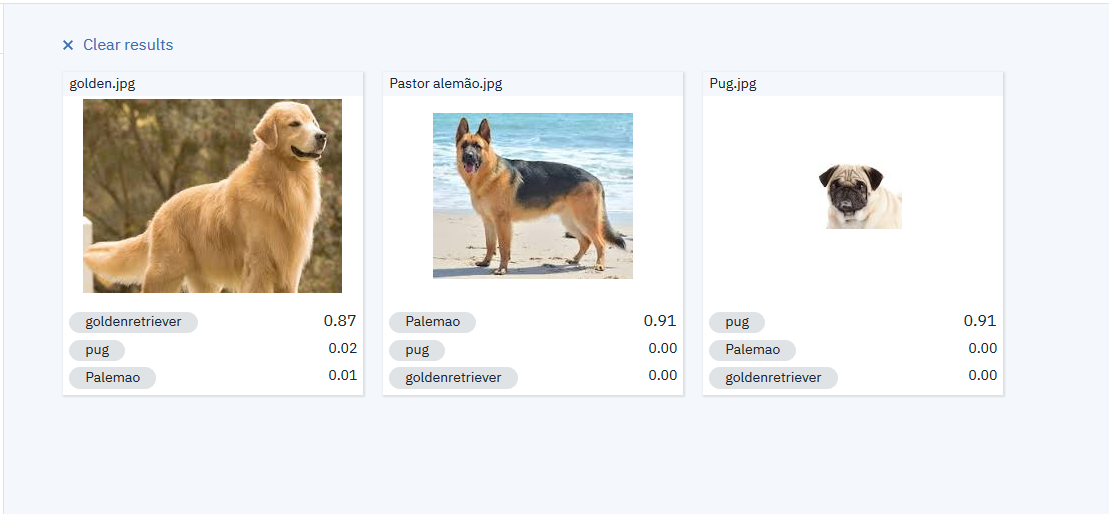 × Clear results
golden.jpg
Pastor alemão.jpg
Pug.jpg
goldenretriever 0.87
pug 0.02
Palemao 0.01
Palemao 0.91
pug 0.00
goldenretriever 0.00
pug 0.91
Palemao 0.00
goldenretriever 0.00